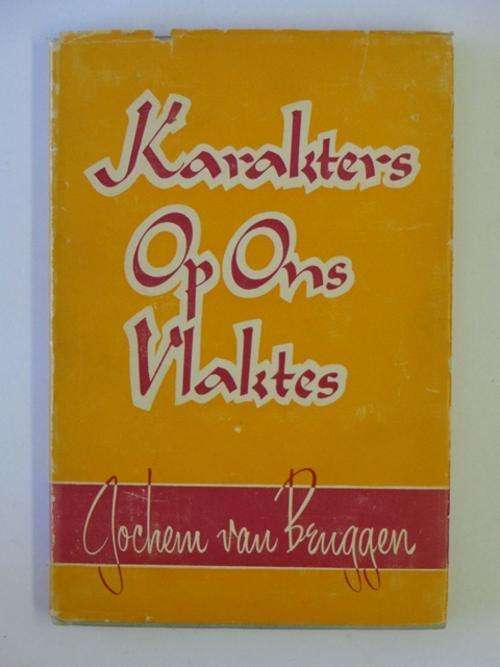 Karakters
Op Ons
Vlaktes
Jochem van Bruggen